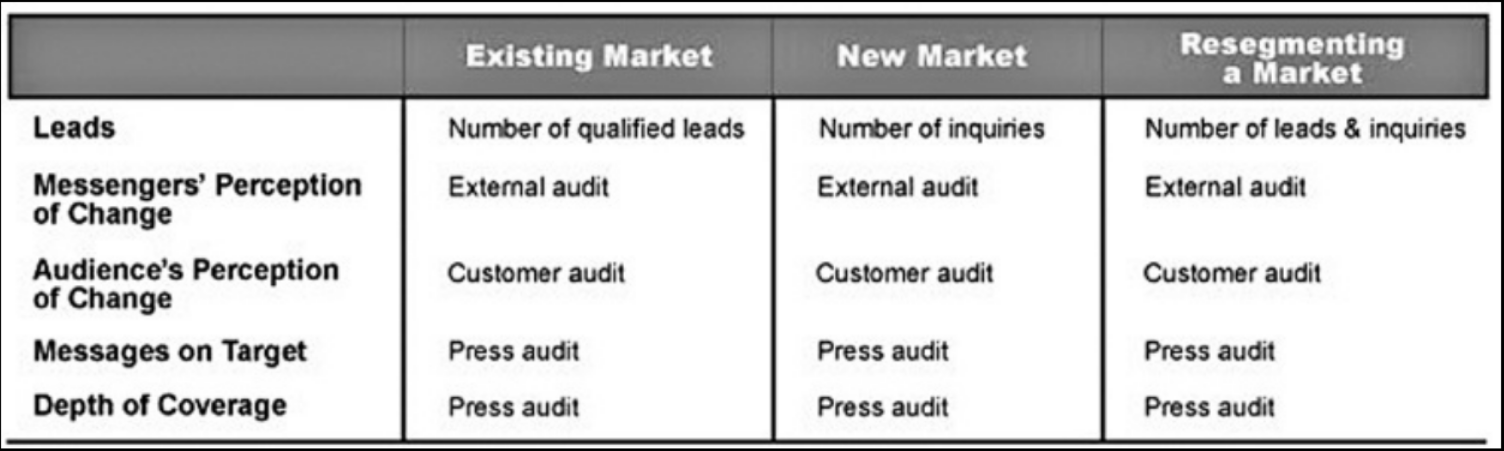 Existing Market New Market Resegmenting a Market
Leads Number of qualified leads Number of inquiries Number of leads & inquiries
Messengers' Perception External audit External audit External audit
of Change
Audience's Perception Customer audit Customer audit Customer audit
of Change
Messages on Target Press audit Press audit Press audit
Depth of Coverage Press audit Press audit Press audit